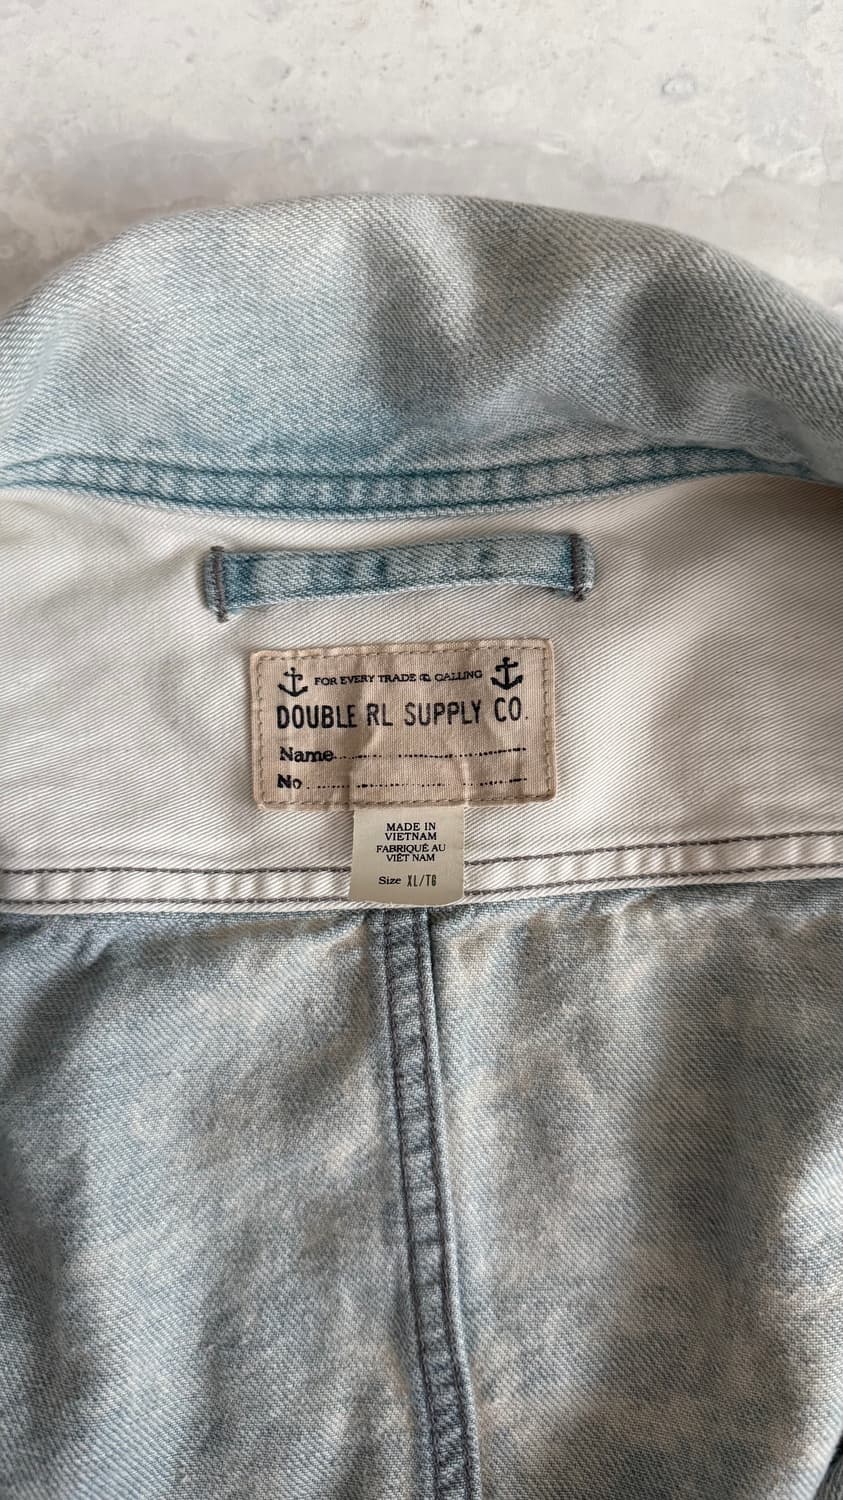 FOR EVERY TRADE & CALLING
DOUBLE RL SUPPLY CO.
Name
No
MADE IN
VIETNAM
FABRIQUÉ AU
VIÊT NAM
Size XL/TG